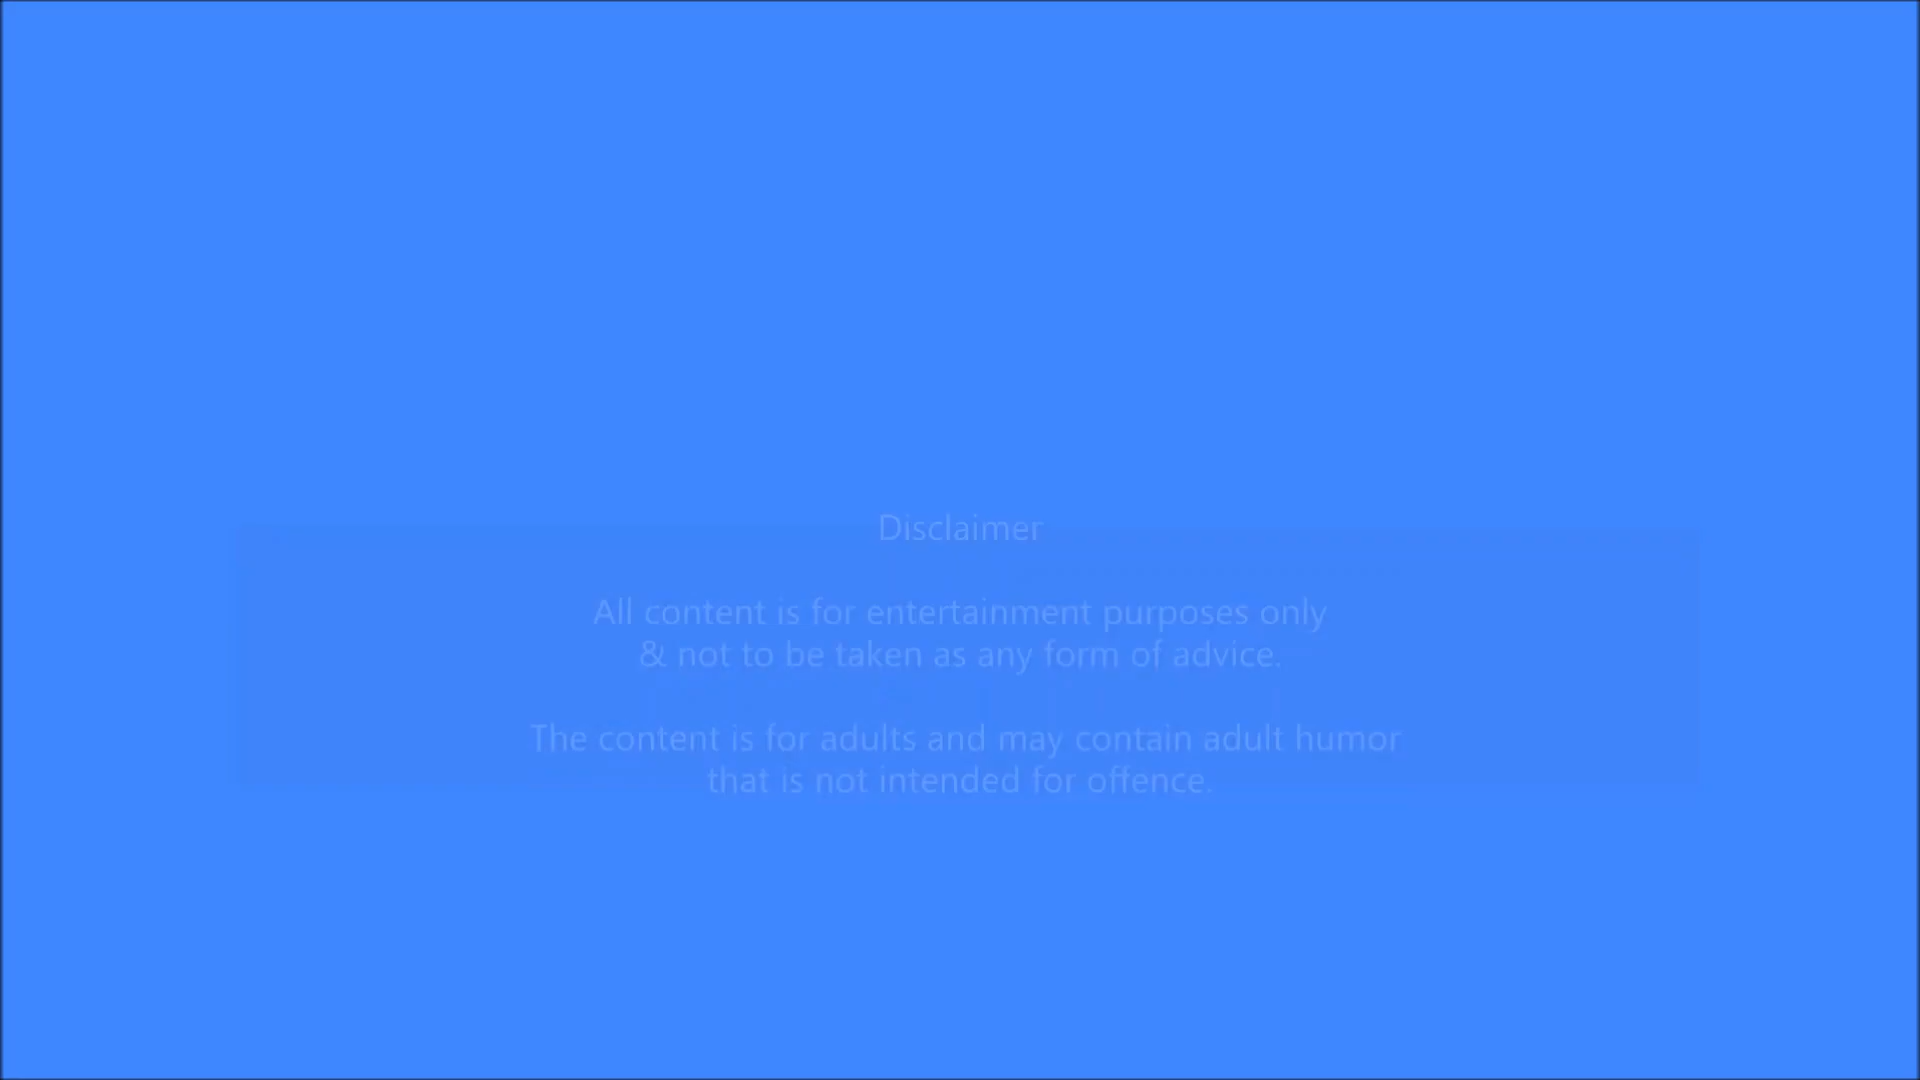 Disclaimer
All content is for entertainment purposes only
& not to be taken as any form of advice.
The content is for adults and may contain adult humor
that is not intended for offence.